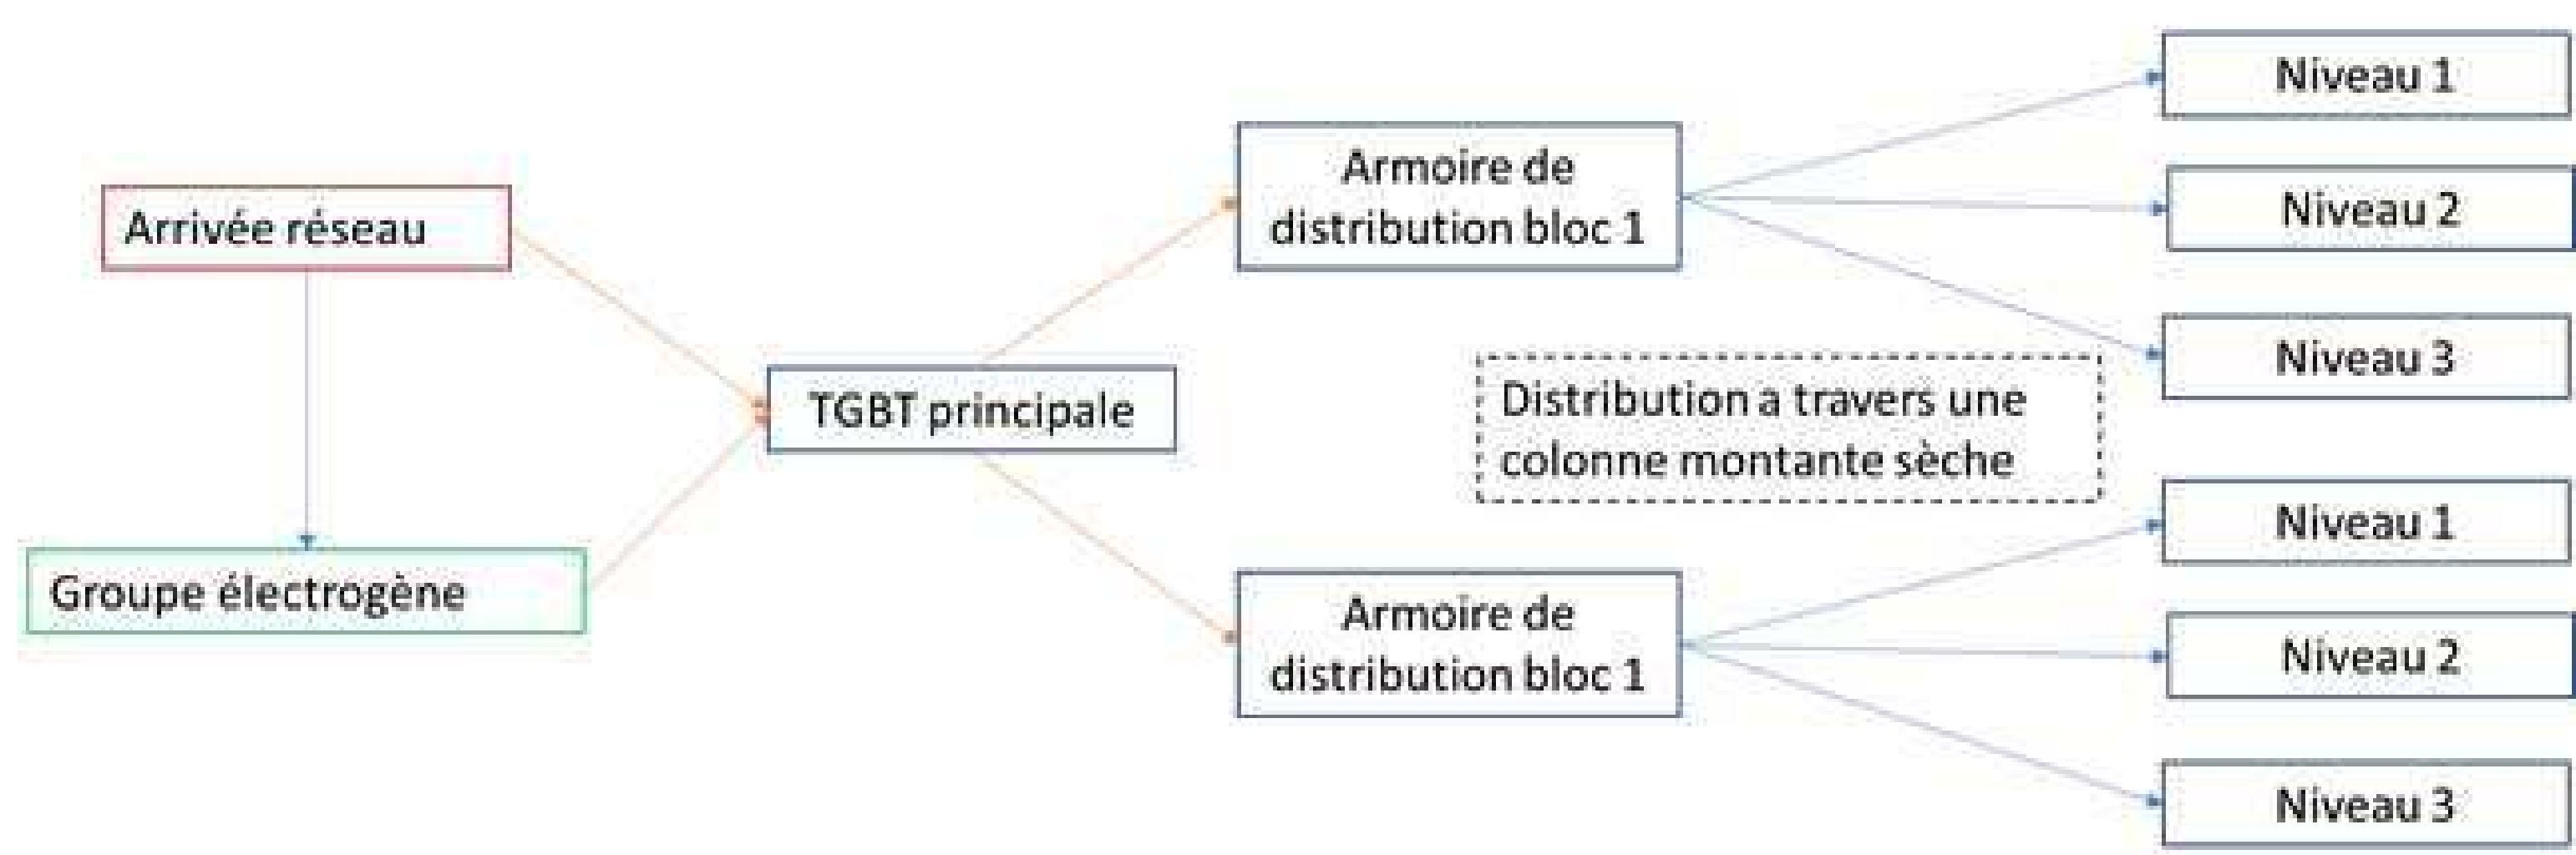 Arrivée réseau
Groupe électrogène
TGBT principale
Armoire de
distribution bloc 1
Niveau 1
Niveau 2
Niveau 3
Distribution a travers une
colonne montante sèche
Armoire de
distribution bloc 1
Niveau 1
Niveau 2
Niveau 3